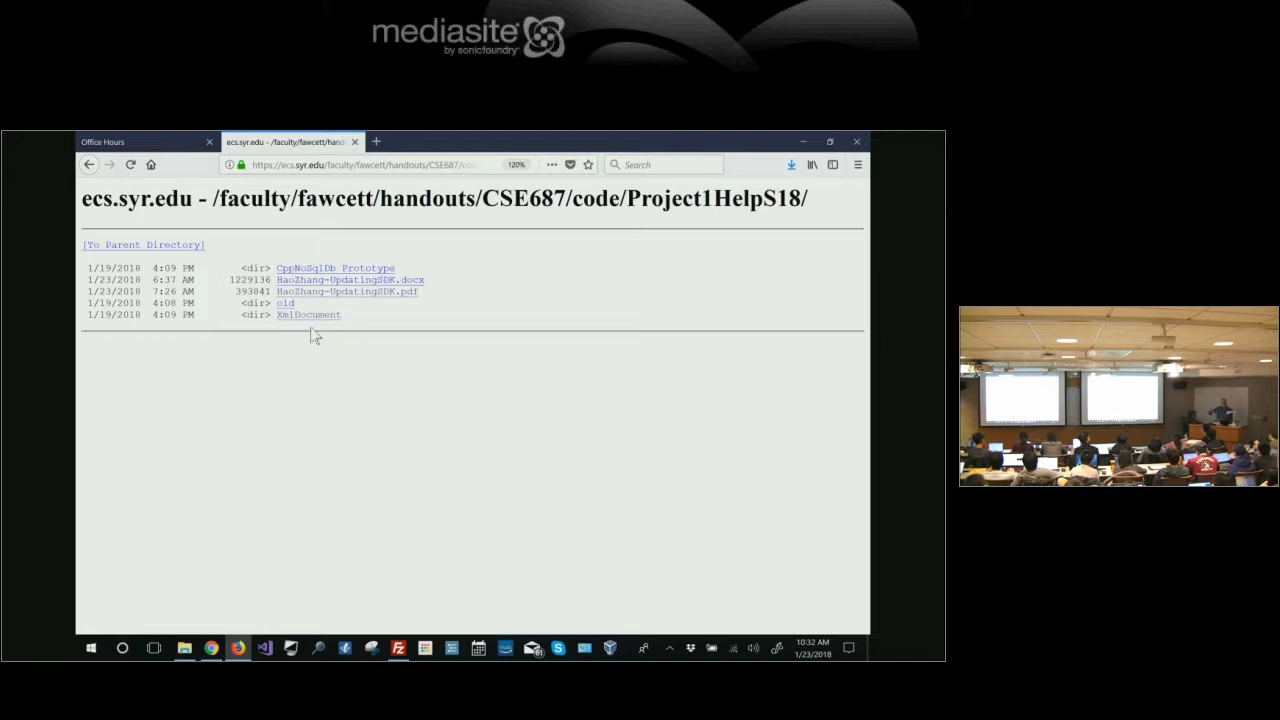 mediasite
by sonicfoundry
Office Hours
ecs.syr.edu - /faculty/fawcett/hand
https://ecs.syr.edu/faculty/fawcett/handouts/CSE687/co
120%
Search
ecs.syr.edu - /faculty/fawcett/handouts/CSE687/code/Project1HelpS18/
[To Parent Directory]
1/19/2018 4:09 PM <dir> CppNoSqlDb Prototype
1/23/2018 6:37 AM 1229136 HaoZhang-UpdatingSDK.docx
1/23/2018 7:26 AM 393841 HaoZhang-UpdatingSDK.pdf
1/19/2018 4:08 PM <dir> old
1/19/2018 4:09 PM <dir> XmlDocument
10:32 AM
1/23/2018